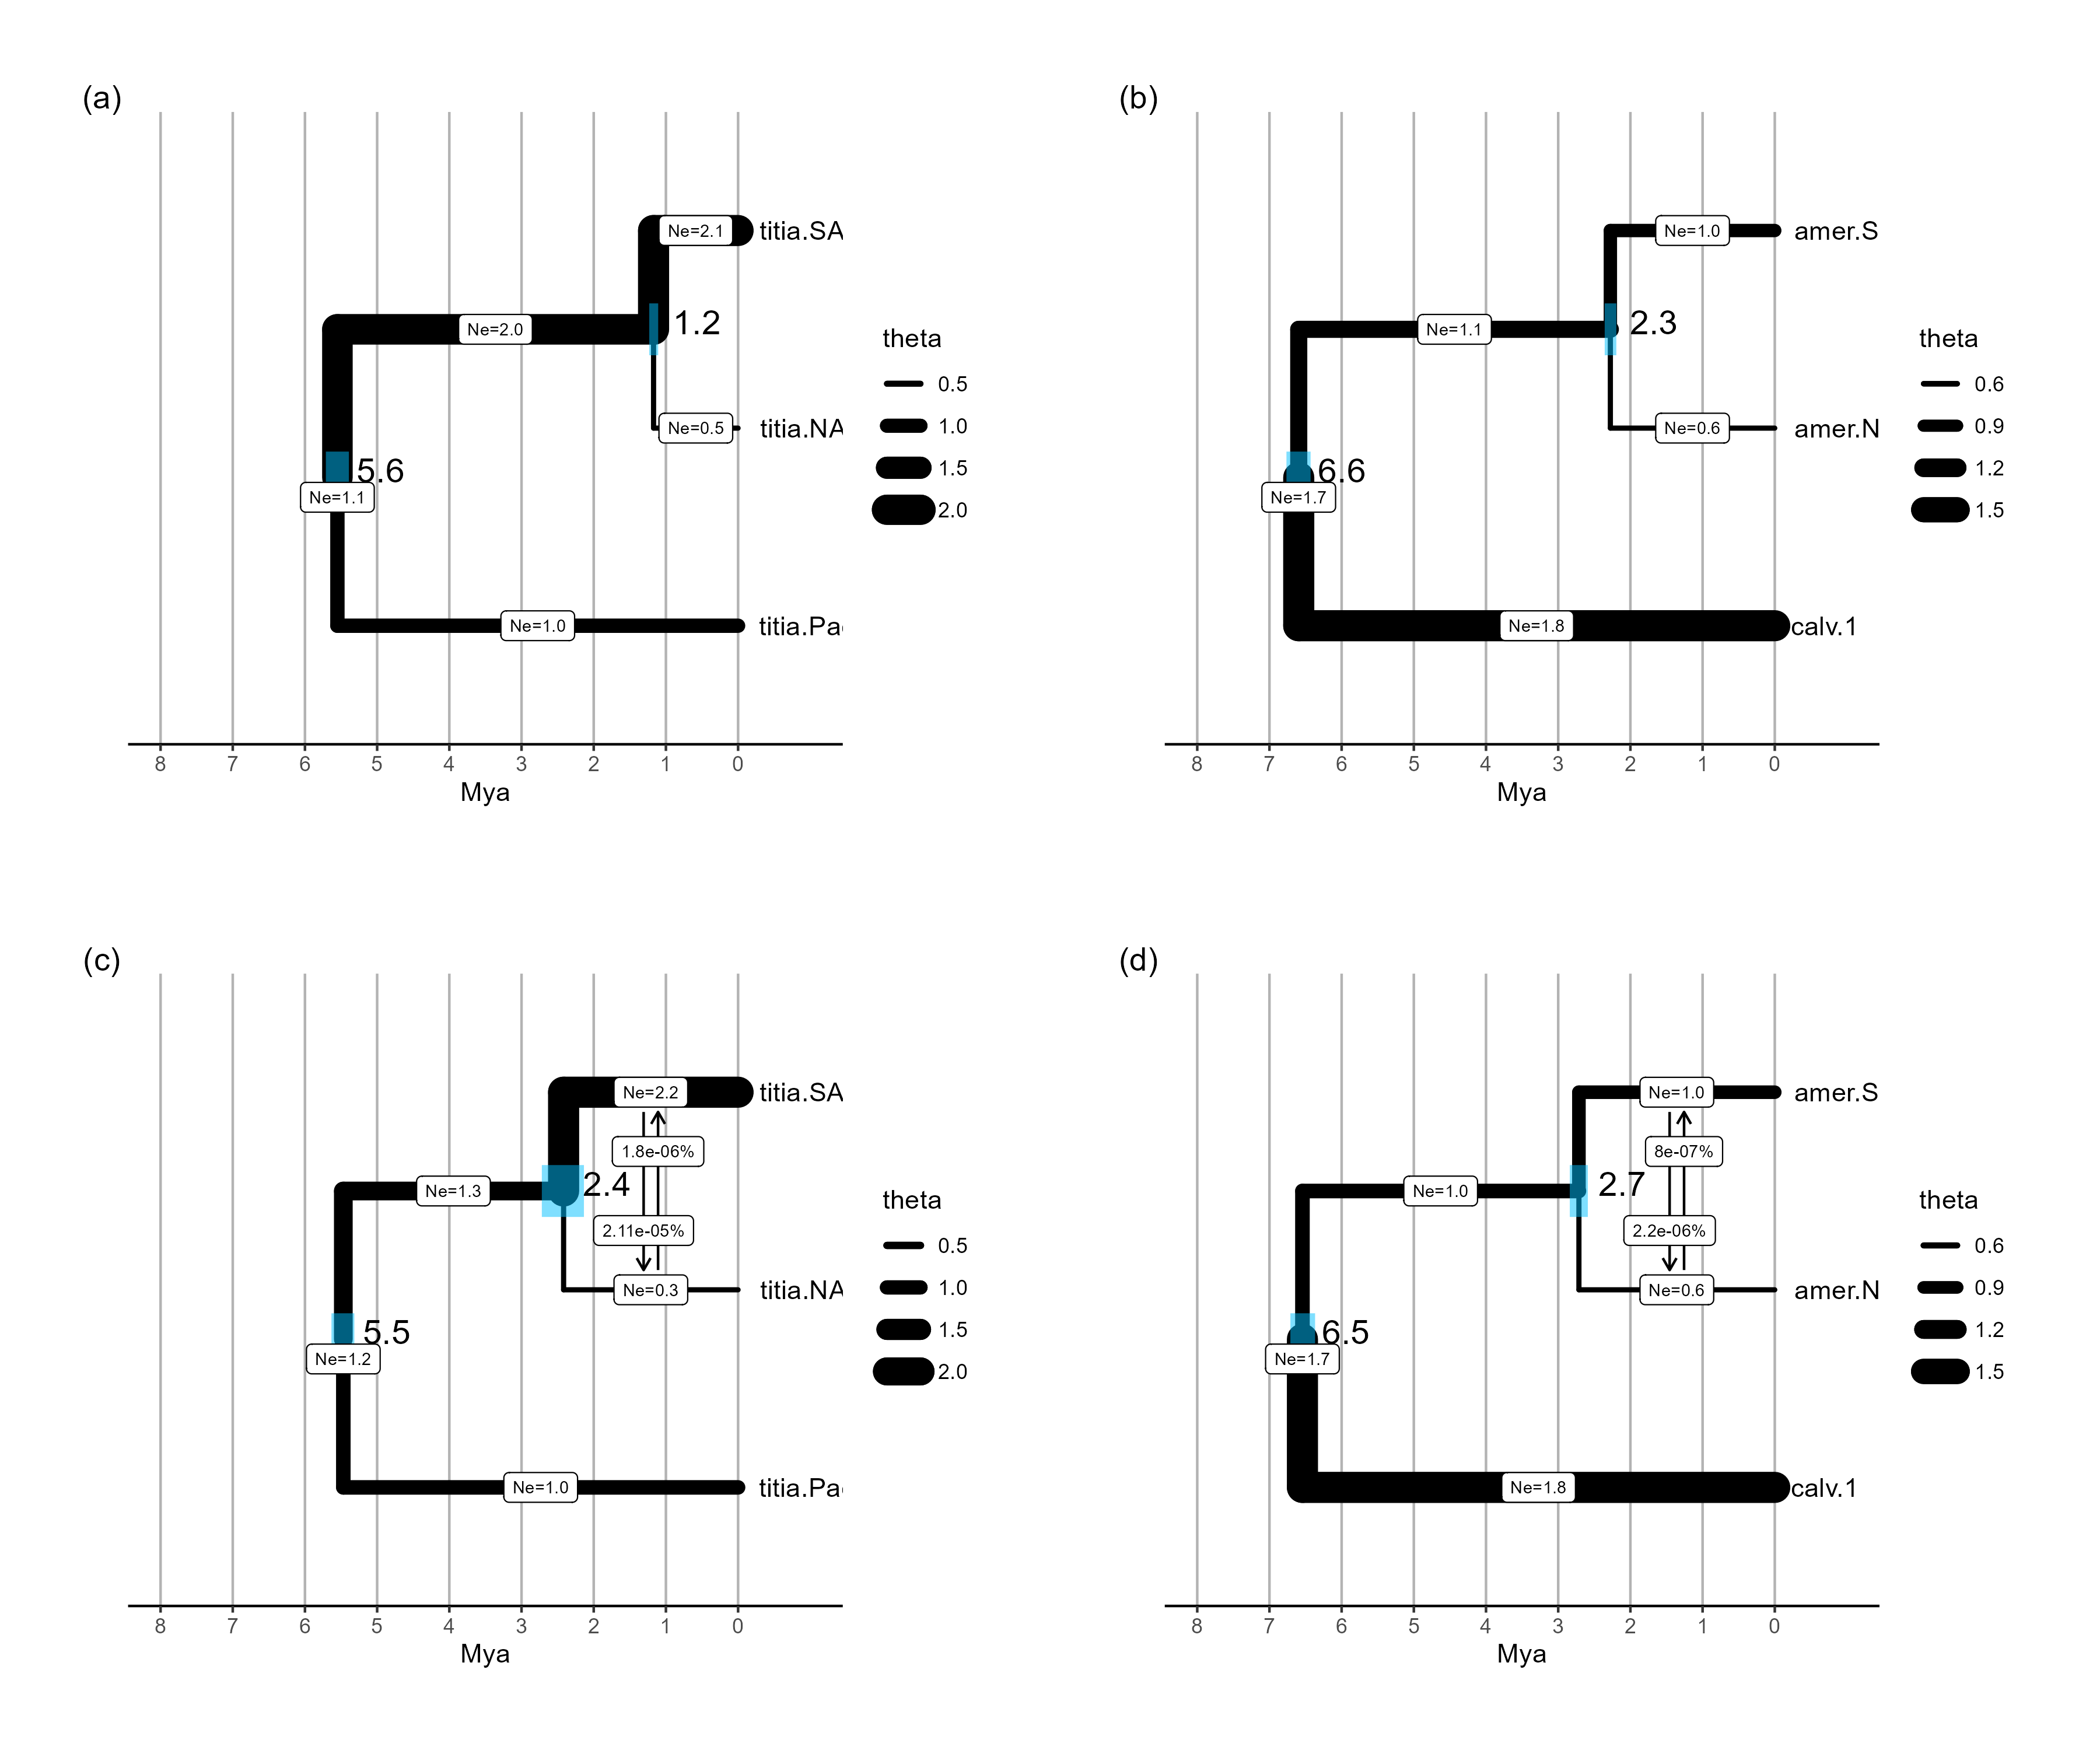 (a)
Ne=2.1 titia.SA
Ne=2.0
1.2
theta
0.5
Ne=0.5 titia.NA
1.0
5.6
1.5
Ne=1.1
2.0
Ne=1.0 titia.Pa
8 7 6 5 4 3 2 1 0
Mya
(b)
Ne=1.0 amer.S
Ne=1.1
2.3
theta
0.6
Ne=0.6 amer.N
0.9
6.6
1.2
Ne=1.7
1.5
Ne=1.8 calv.1
8 7 6 5 4 3 2 1 0
Mya
(c)
Ne=2.2 titia.SA
1.8e-06%
Ne=1.3
2.4
theta
2.11e-05%
0.5
Ne=0.3 titia.NA
1.0
5.5
1.5
Ne=1.2
2.0
Ne=1.0 titia.Pa
8 7 6 5 4 3 2 1 0
Mya
(d)
Ne=1.0 amer.S
8e-07%
Ne=1.0
2.7
theta
2.2e-06%
0.6
Ne=0.6 amer.N
0.9
6.5
1.2
Ne=1.7
1.5
Ne=1.8 calv.1
8 7 6 5 4 3 2 1 0
Mya